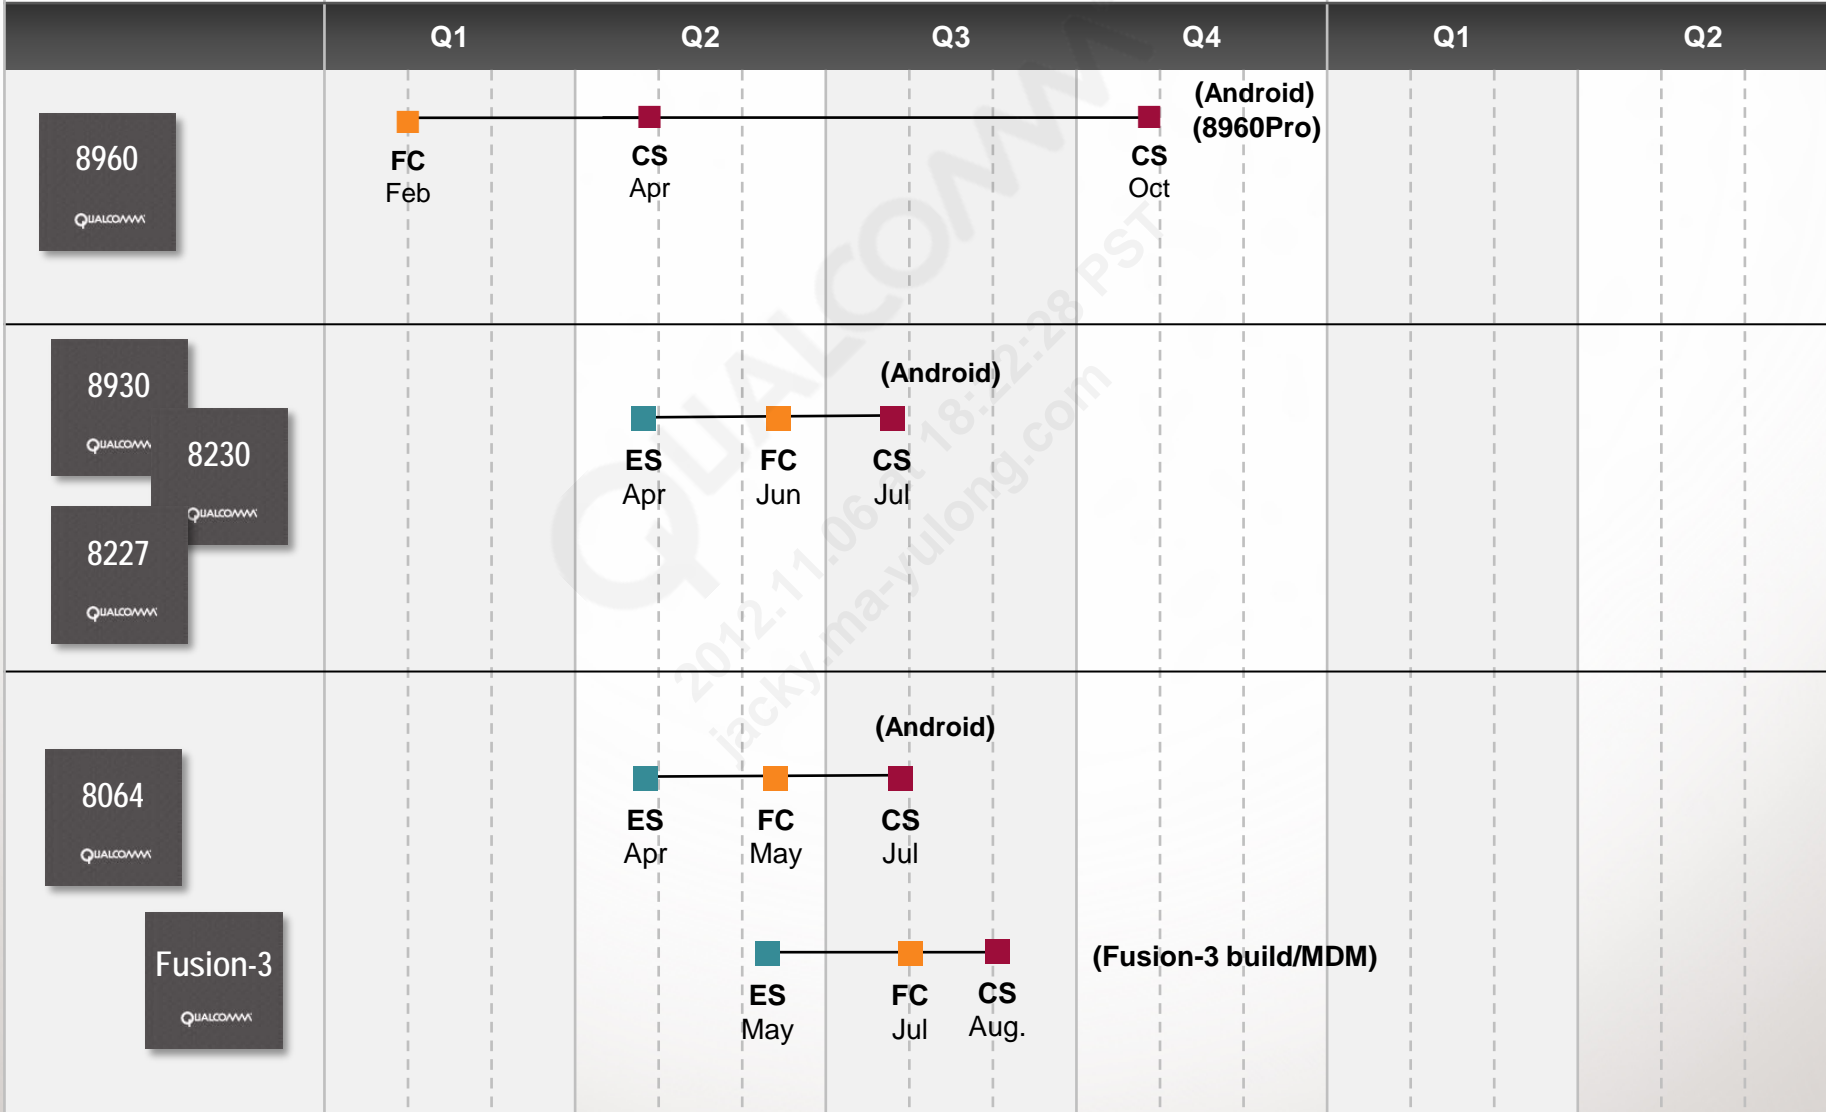 Q1 Q2 Q3 Q4 Q1 Q2
8960
QUALCOMM
FC
Feb
CS
Apr
CS
Oct
(Android)
(8960Pro)
8930
QUALCOMM
8230
QUALCOMM
8227
QUALCOMM
(Android)
ES
Apr
FC
Jun
CS
Jul
8064
QUALCOMM
(Android)
ES
Apr
FC
May
CS
Jul
Fusion-3
QUALCOMM
ES
May
FC
Jul
CS
Aug.
(Fusion-3 build/MDM)
QUALCOMM
2012.11.06 at 18:22:28 PST
jacky.ma-yulong.com